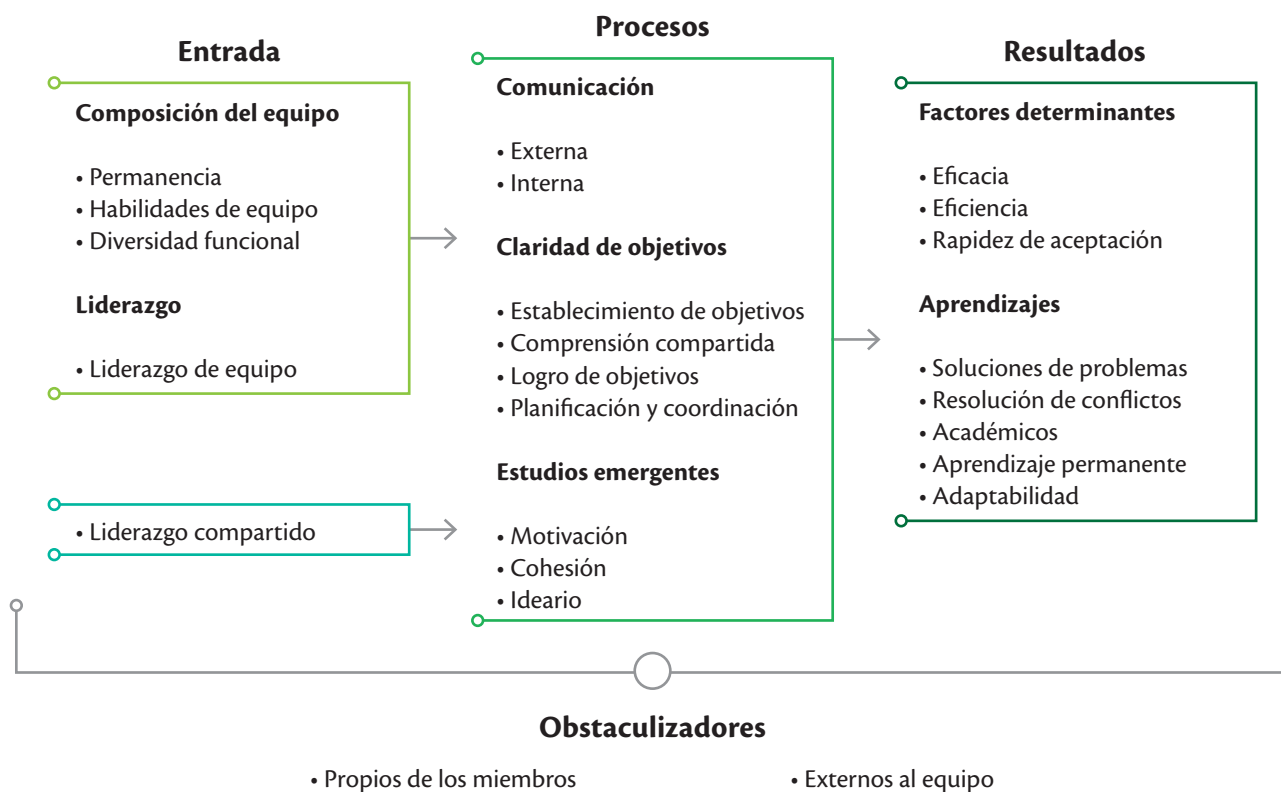 Entrada
Composición del equipo
• Permanencia
• Habilidades de equipo
• Diversidad funcional
Liderazgo
• Liderazgo de equipo
• Liderazgo compartido
Procesos
Comunicación
• Externa
• Interna
Claridad de objetivos
• Establecimiento de objetivos
• Comprensión compartida
• Logro de objetivos
• Planificación y coordinación
Estudios emergentes
• Motivación
• Cohesión
• Ideario
Resultados
Factores determinantes
• Eficacia
• Eficiencia
• Rapidez de aceptación
Aprendizajes
• Soluciones de problemas
• Resolución de conflictos
• Académicos
• Aprendizaje permanente
• Adaptabilidad
Obstaculizadores
• Propios de los miembros
• Externos al equipo